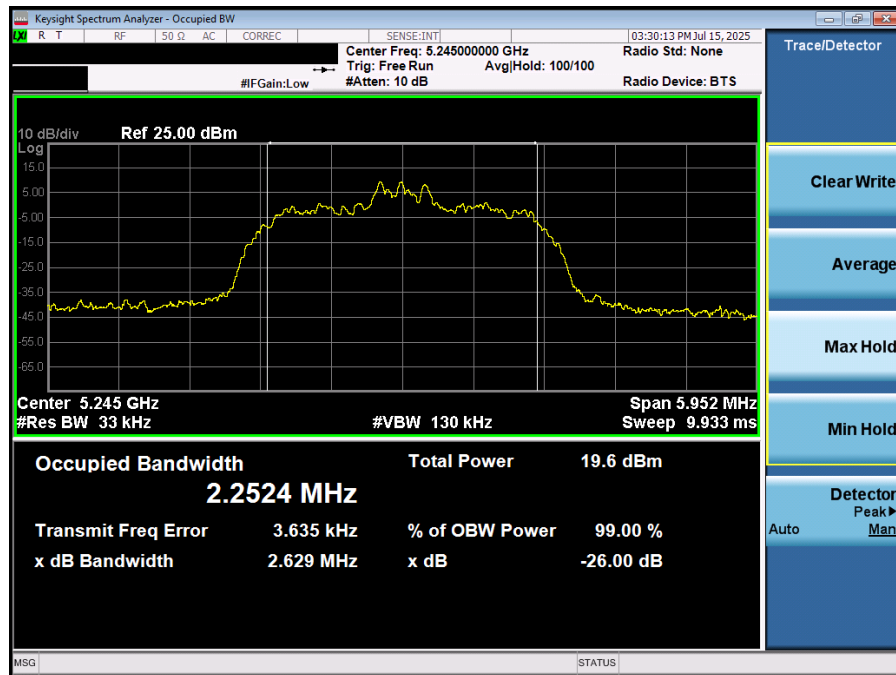 Keysight Spectrum Analyzer - Occupied BW
LXI R T RF 50 Ω AC CORREC SENSE:INT 03:30:13 PM Jul 15, 2025
Center Freq: 5.245000000 GHz Radio Std: None
Trig: Free Run Avg|Hold: 100/100
#IFGain:Low #Atten: 10 dB Radio Device: BTS
Trace/Detector
10 dB/div Ref 25.00 dBm
Log
15.0
5.00
-5.00
-15.0
-25.0
-35.0
-45.0
-55.0
-65.0
Center 5.245 GHz Span 5.952 MHz
#Res BW 33 kHz #VBW 130 kHz Sweep 9.933 ms
Occupied Bandwidth Total Power 19.6 dBm
2.2524 MHz
Transmit Freq Error 3.635 kHz % of OBW Power 99.00 %
x dB Bandwidth 2.629 MHz x dB -26.00 dB
Clear Write
Average
Max Hold
Min Hold
Detector
Peak▶
Auto Man
MSG STATUS